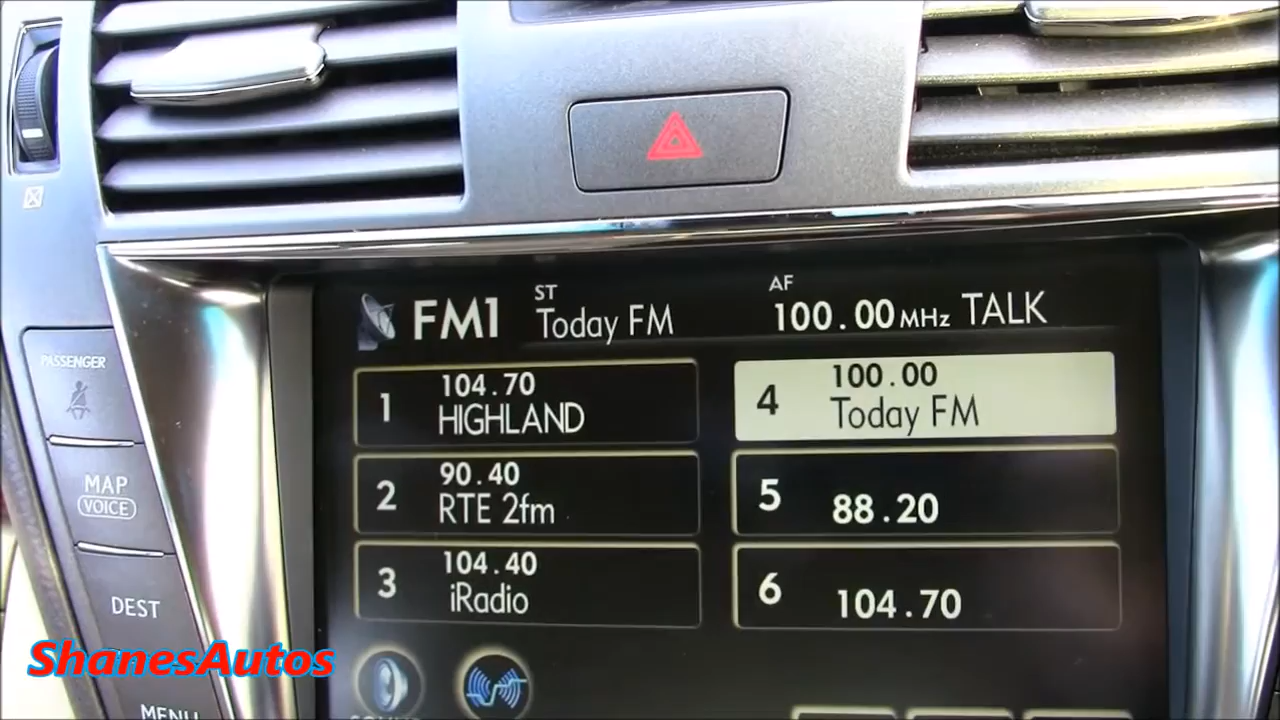 FM1
ST
Today FM
AF
100.00 MHz TALK
PASSENGER
MAP
VOICE
DEST
MENU
1
104.70
HIGHLAND
2
90.40
RTE 2fm
3
104.40
iRadio
4
100.00
Today FM
5
88.20
6
104.70
SOUND
ShanesAutos